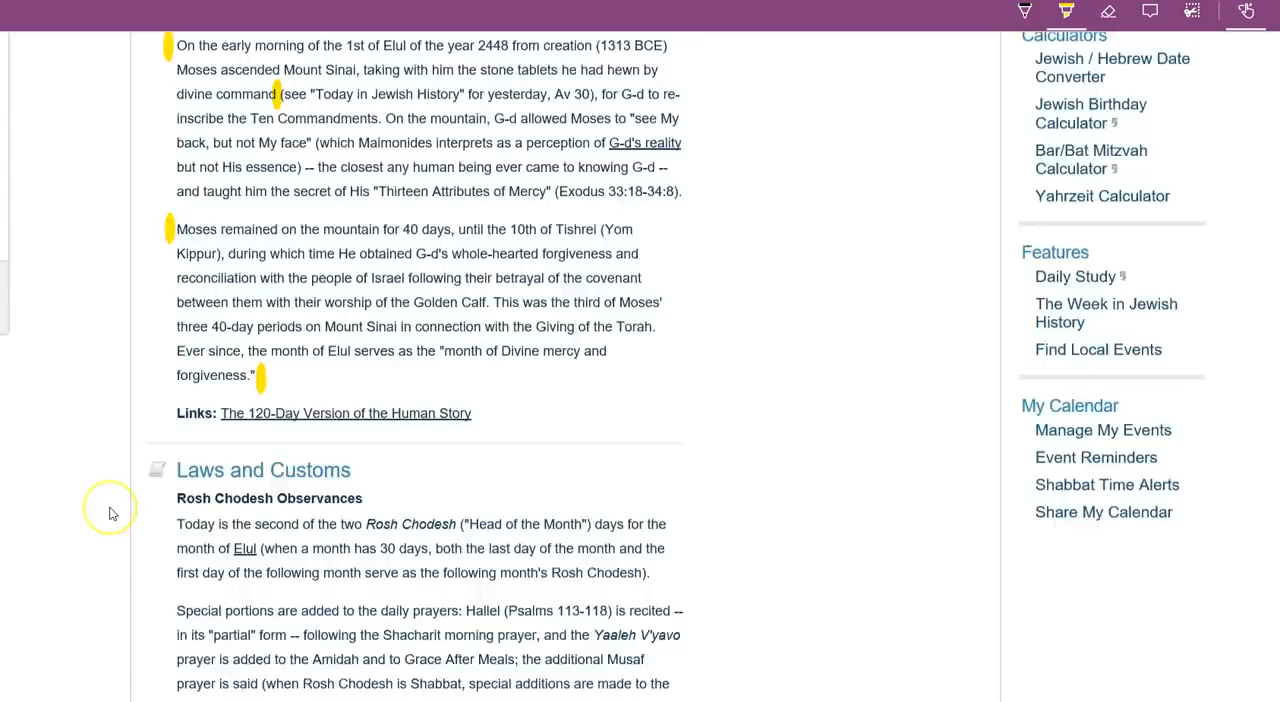 On the early morning of the 1st of Elul of the year 2448 from creation (1313 BCE)
Moses ascended Mount Sinai, taking with him the stone tablets he had hewn by
divine command (see "Today in Jewish History" for yesterday, Av 30), for G-d to re-
inscribe the Ten Commandments. On the mountain, G-d allowed Moses to "see My
back, but not My face" (which Maimonides interprets as a perception of G-d's reality
but not His essence) -- the closest any human being ever came to knowing G-d --
and taught him the secret of His "Thirteen Attributes of Mercy" (Exodus 33:18-34:8).
Moses remained on the mountain for 40 days, until the 10th of Tishrei (Yom
Kippur), during which time He obtained G-d's whole-hearted forgiveness and
reconciliation with the people of Israel following their betrayal of the covenant
between them with their worship of the Golden Calf. This was the third of Moses'
three 40-day periods on Mount Sinai in connection with the Giving of the Torah.
Ever since, the month of Elul serves as the "month of Divine mercy and
forgiveness."
Links: The 120-Day Version of the Human Story
Laws and Customs
Rosh Chodesh Observances
Today is the second of the two Rosh Chodesh ("Head of the Month") days for the
month of Elul (when a month has 30 days, both the last day of the month and the
first day of the following month serve as the following month's Rosh Chodesh).
Special portions are added to the daily prayers: Hallel (Psalms 113-118) is recited --
in its "partial" form -- following the Shacharit morning prayer, and the Yaaleh V'yavo
prayer is added to the Amidah and to Grace After Meals; the additional Musaf
prayer is said (when Rosh Chodesh is Shabbat, special additions are made to the
Calculators
Jewish / Hebrew Date
Converter
Jewish Birthday
Calculator
Bar/Bat Mitzvah
Calculator
Yahrzeit Calculator
Features
Daily Study
The Week in Jewish
History
Find Local Events
My Calendar
Manage My Events
Event Reminders
Shabbat Time Alerts
Share My Calendar